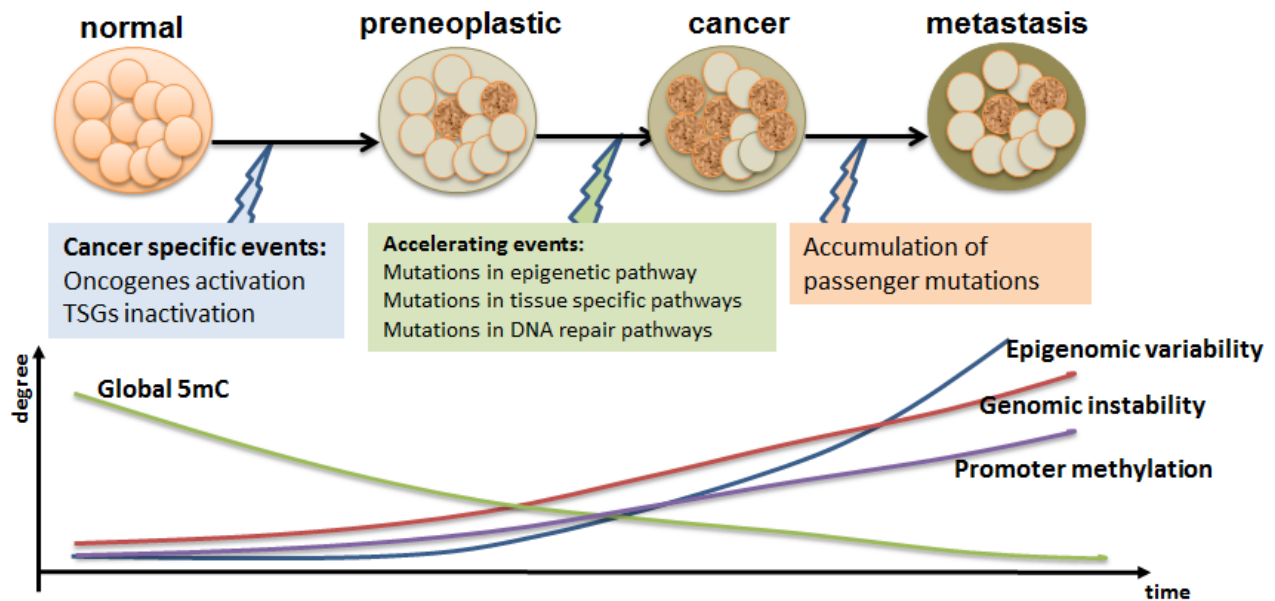 normal
preneoplastic
cancer
metastasis
Cancer specific events:
Oncogenes activation
TSGs inactivation
Accelerating events:
Mutations in epigenetic pathway
Mutations in tissue specific pathways
Mutations in DNA repair pathways
Accumulation of
passenger mutations
degree
Global 5mC
Epigenomic variability
Genomic instability
Promoter methylation
time